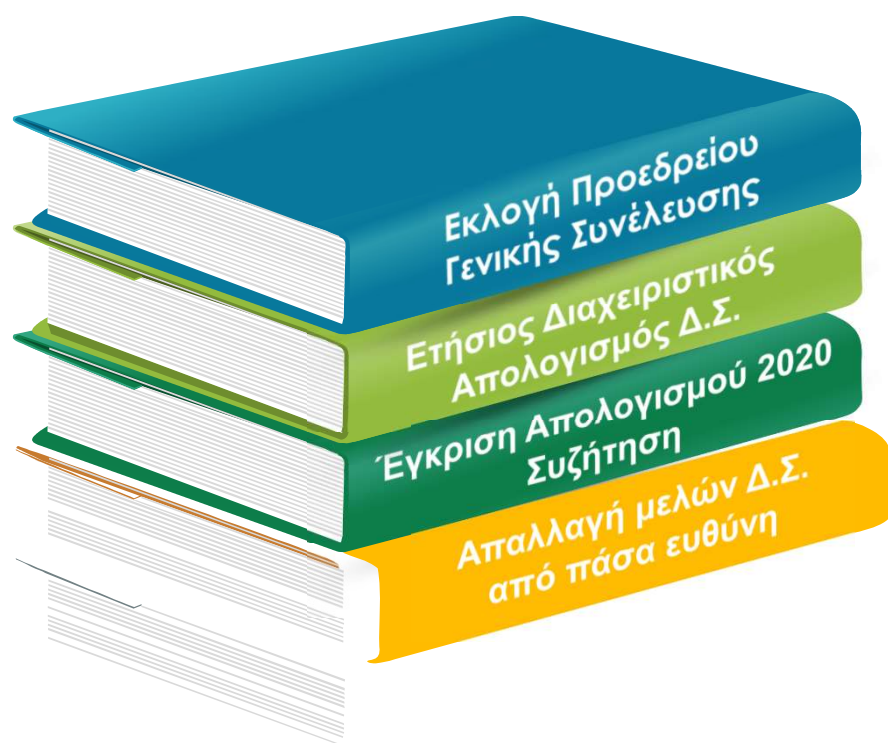 Εκλογή Προεδρείου
Γενικής Συνέλευσης
Ετήσιος Διαχειριστικός
Απολογισμός Δ.Σ.
Έγκριση Απολογισμού 2020
Συζήτηση
Απαλλαγή μελών Δ.Σ.
από πάσα ευθύνη